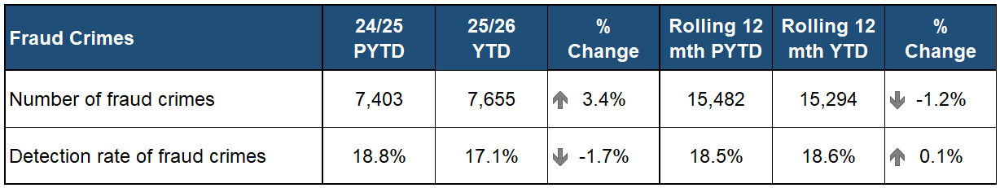 Fraud Crimes 24/25 PYTD 25/26 YTD % Change Rolling 12 mth PYTD Rolling 12 mth YTD % Change
Number of fraud crimes 7,403 7,655 3.4% 15,482 15,294 -1.2%
Detection rate of fraud crimes 18.8% 17.1% -1.7% 18.5% 18.6% 0.1%